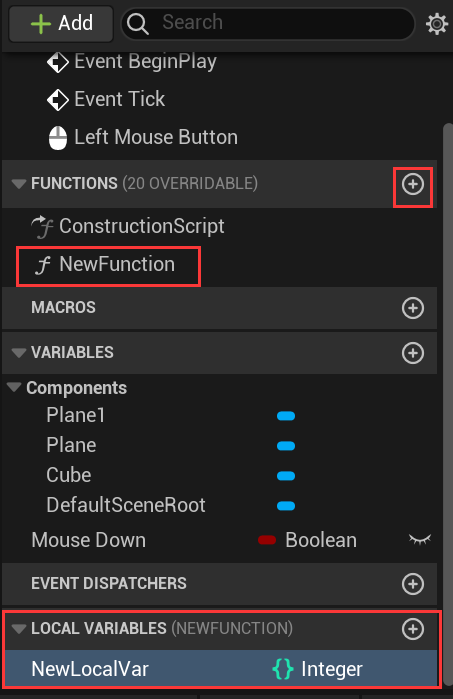 Add Search
Event BeginPlay
Event Tick
Left Mouse Button
FUNCTIONS (20 OVERRIDABLE)
ConstructionScript
NewFunction
MACROS
VARIABLES
Components
Plane1
Plane
Cube
DefaultSceneRoot
Mouse Down Boolean
EVENT DISPATCHERS
LOCAL VARIABLES (NEWFUNCTION)
NewLocalVar Integer